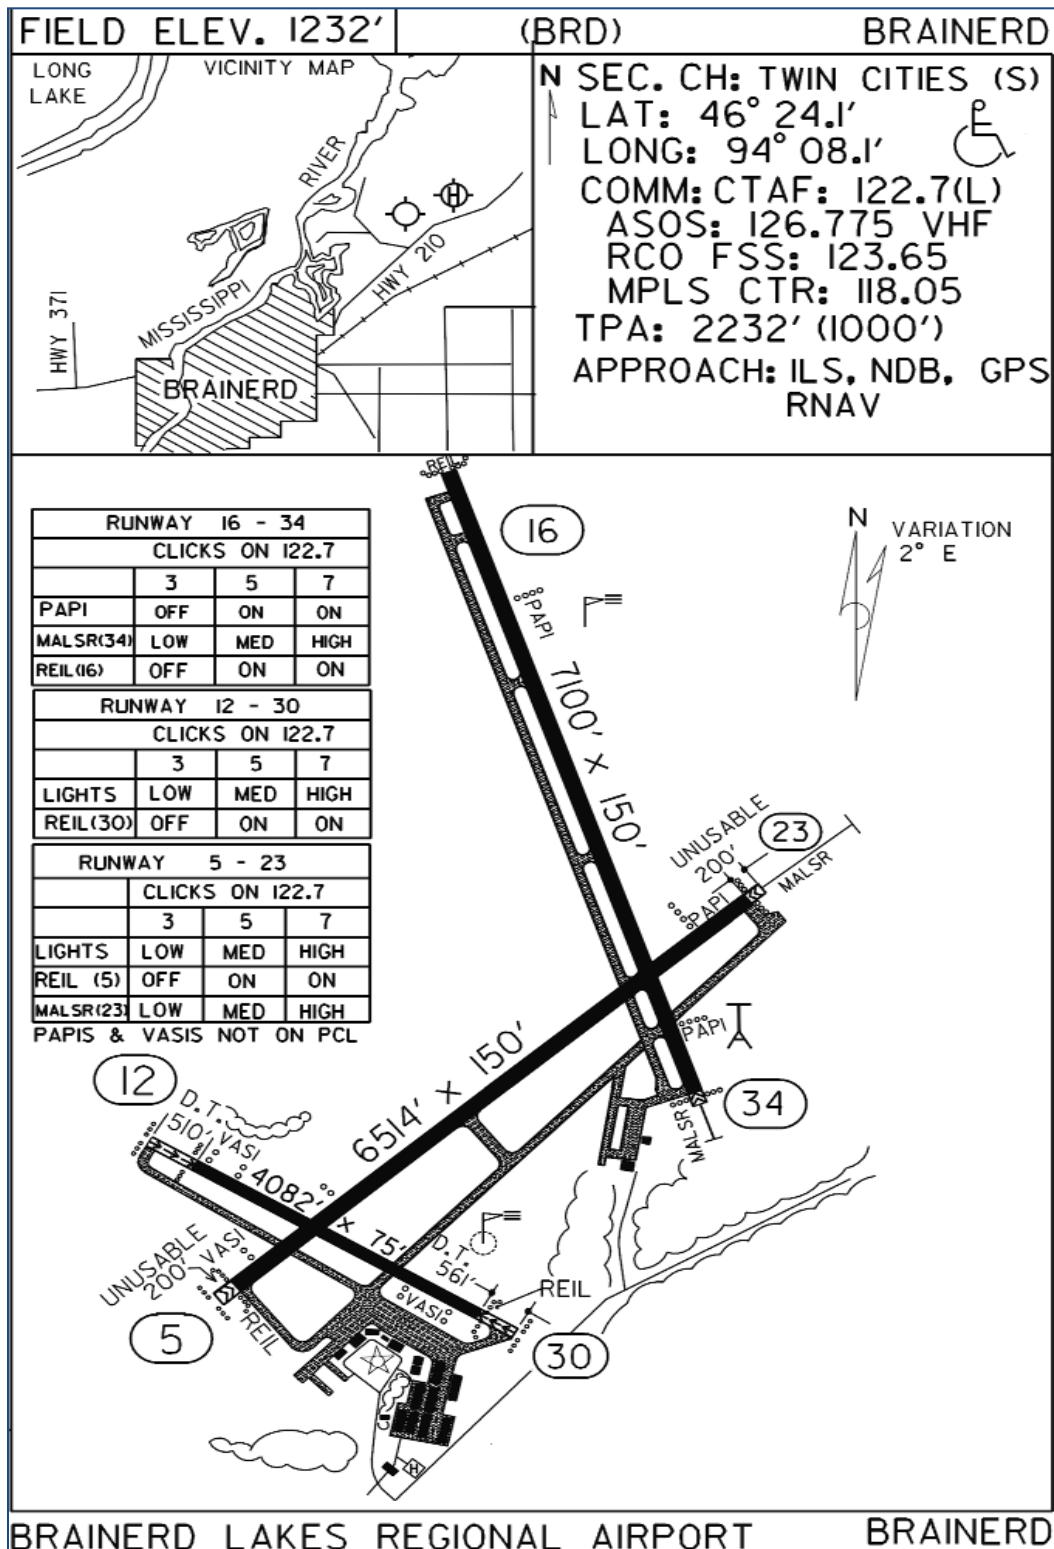 FIELD ELEV. 1232' (BRD) BRAINERD
LONG
LAKE
VICINITY MAP
RIVER
H
HWY 210
MISSISSIPPI
HWY 371
BRAINERD
N
SEC. CH: TWIN CITIES (S)
LAT: 46° 24.1'
LONG: 94° 08.1'
COMM: CTAF: 122.7(L)
ASOS: 126.775 VHF
RCO FSS: 123.65
MPLS CTR: 118.05
TPA: 2232' (1000')
APPROACH: ILS, NDB, GPS
RNAV
RUNWAY 16 - 34
CLICKS ON 122.7
3 5 7
PAPI OFF ON ON
MALSR(34) LOW MED HIGH
REIL(16) OFF ON ON
RUNWAY 12 - 30
CLICKS ON 122.7
3 5 7
LIGHTS LOW MED HIGH
REIL(30) OFF ON ON
RUNWAY 5 - 23
CLICKS ON 122.7
3 5 7
LIGHTS LOW MED HIGH
REIL (5) OFF ON ON
MALSR(23) LOW MED HIGH
PAPIS & VASIS NOT ON PCL
REIL
16
PAPI
7100' X 150'
N
VARIATION
2° E
UNUSABLE
200'
23
MALSR
PAPI
PAPI
34
MALSR
12
D.T.
510'
VASI
6514' X 150'
4082' X 75'
UNUSABLE
200'
VASI
5
REIL
D.T.
561'
REIL
VASI
30
C
H
BRAINERD LAKES REGIONAL AIRPORT BRAINERD